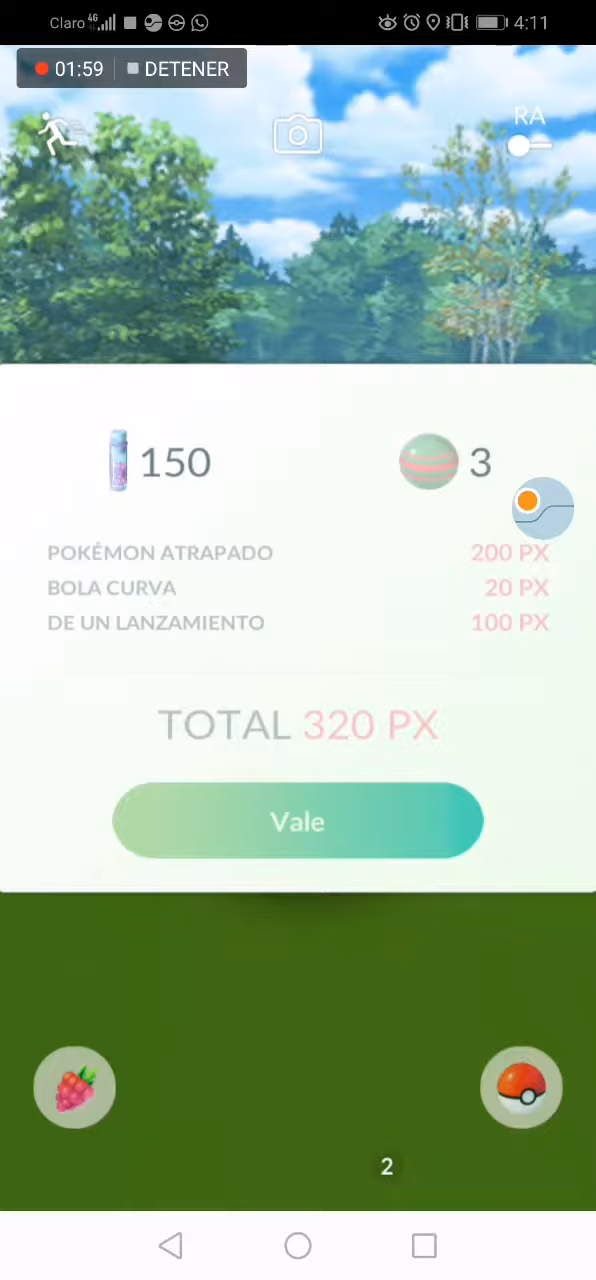 Claro 4G 4:11
01:59 DETENER
RA
150 3
POKÉMON ATRAPADO 200 PX
BOLA CURVA 20 PX
DE UN LANZAMIENTO 100 PX
TOTAL 320 PX
Vale
2